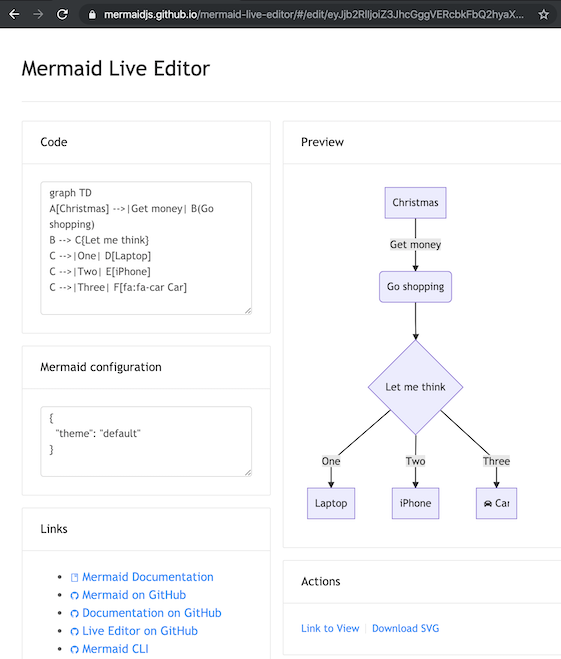 mermaidjs.github.io/mermaid-live-editor/#/edit/eyJjb2RlIjoiZ3JhcGggVERcbkFbQ2hyaX...
Mermaid Live Editor
Code
graph TD
A[Christmas] -->|Get money| B(Go
shopping)
B --> C{Let me think}
C -->|One| D[Laptop]
C -->|Two| E[iPhone]
C -->|Three| F[fa:fa-car Car]
Mermaid configuration
{
"theme": "default"
}
Links
Mermaid Documentation
Mermaid on GitHub
Documentation on GitHub
Live Editor on GitHub
Mermaid CLI
Preview
Christmas
Get money
Go shopping
Let me think
One Two Three
Laptop iPhone Car
Actions
Link to View Download SVG